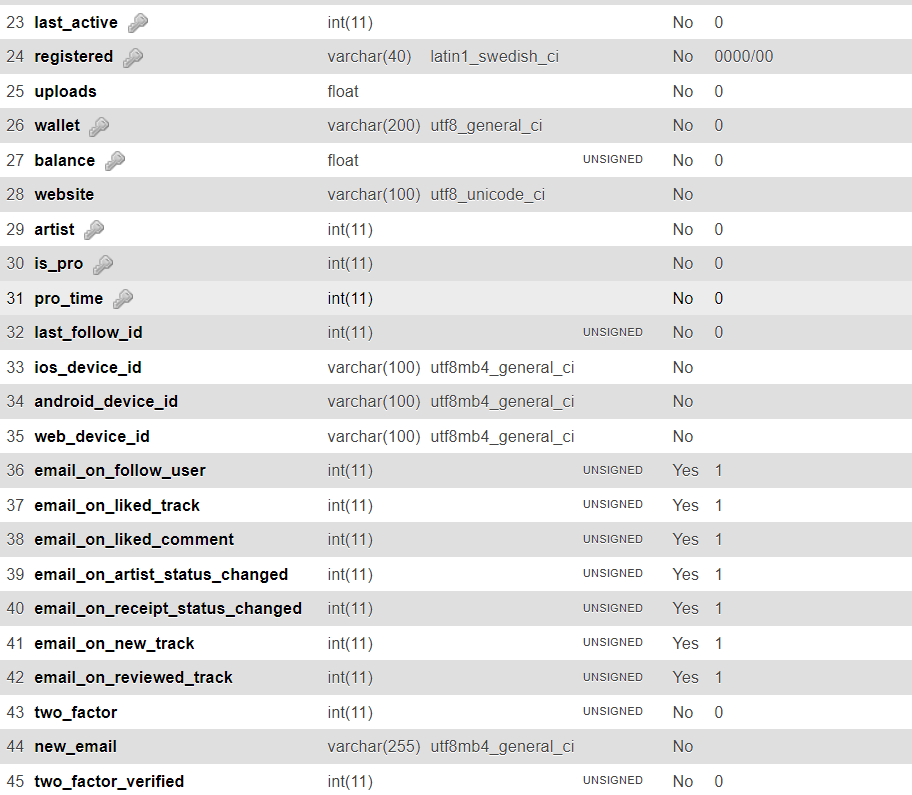 23 last_active int(11) No 0
24 registered varchar(40) latin1_swedish_ci No 0000/00
25 uploads float No 0
26 wallet varchar(200) utf8_general_ci No 0
27 balance float UNSIGNED No 0
28 website varchar(100) utf8_unicode_ci No
29 artist int(11) No 0
30 is_pro int(11) No 0
31 pro_time int(11) No 0
32 last_follow_id int(11) UNSIGNED No 0
33 ios_device_id varchar(100) utf8mb4_general_ci No
34 android_device_id varchar(100) utf8mb4_general_ci No
35 web_device_id varchar(100) utf8mb4_general_ci No
36 email_on_follow_user int(11) UNSIGNED Yes 1
37 email_on_liked_track int(11) UNSIGNED Yes 1
38 email_on_liked_comment int(11) UNSIGNED Yes 1
39 email_on_artist_status_changed int(11) UNSIGNED Yes 1
40 email_on_receipt_status_changed int(11) UNSIGNED Yes 1
41 email_on_new_track int(11) UNSIGNED Yes 1
42 email_on_reviewed_track int(11) UNSIGNED Yes 1
43 two_factor int(11) UNSIGNED No 0
44 new_email varchar(255) utf8mb4_general_ci No
45 two_factor_verified int(11) UNSIGNED No 0